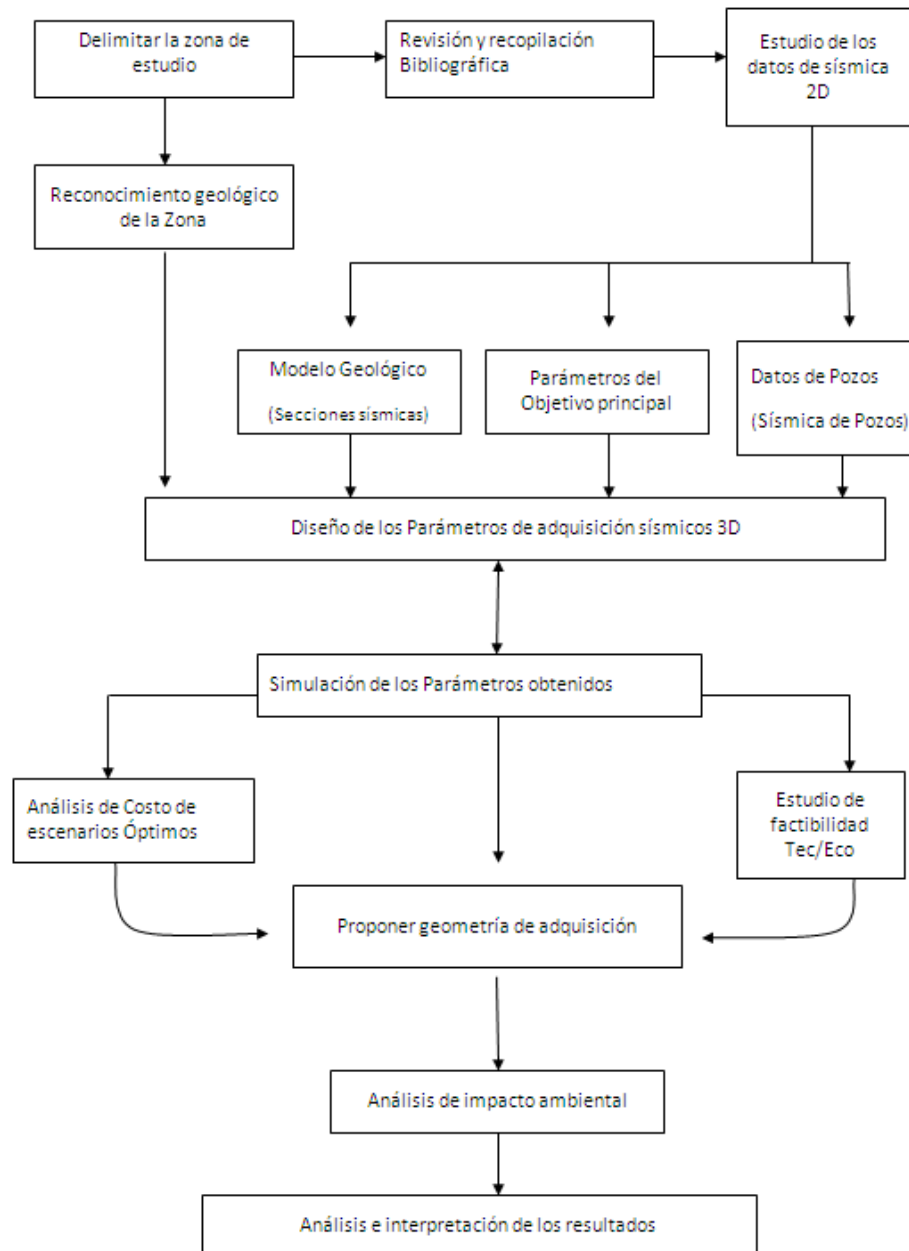 Delimitar la zona de
estudio
Revisión y recopilación
Bibliográfica
Estudio de los
datos de sísmica
2D
Reconocimiento geológico
de la Zona
Modelo Geológico
(Secciones sísmicas)
Parámetros del
Objetivo principal
Datos de Pozos
(Sísmica de Pozos)
Diseño de los Parámetros de adquisición sísmicos 3D
Simulación de los Parámetros obtenidos
Análisis de Costo de
escenarios Óptimos
Estudio de
factibilidad
Tec/Eco
Proponer geometría de adquisición
Análisis de impacto ambiental
Análisis e interpretación de los resultados